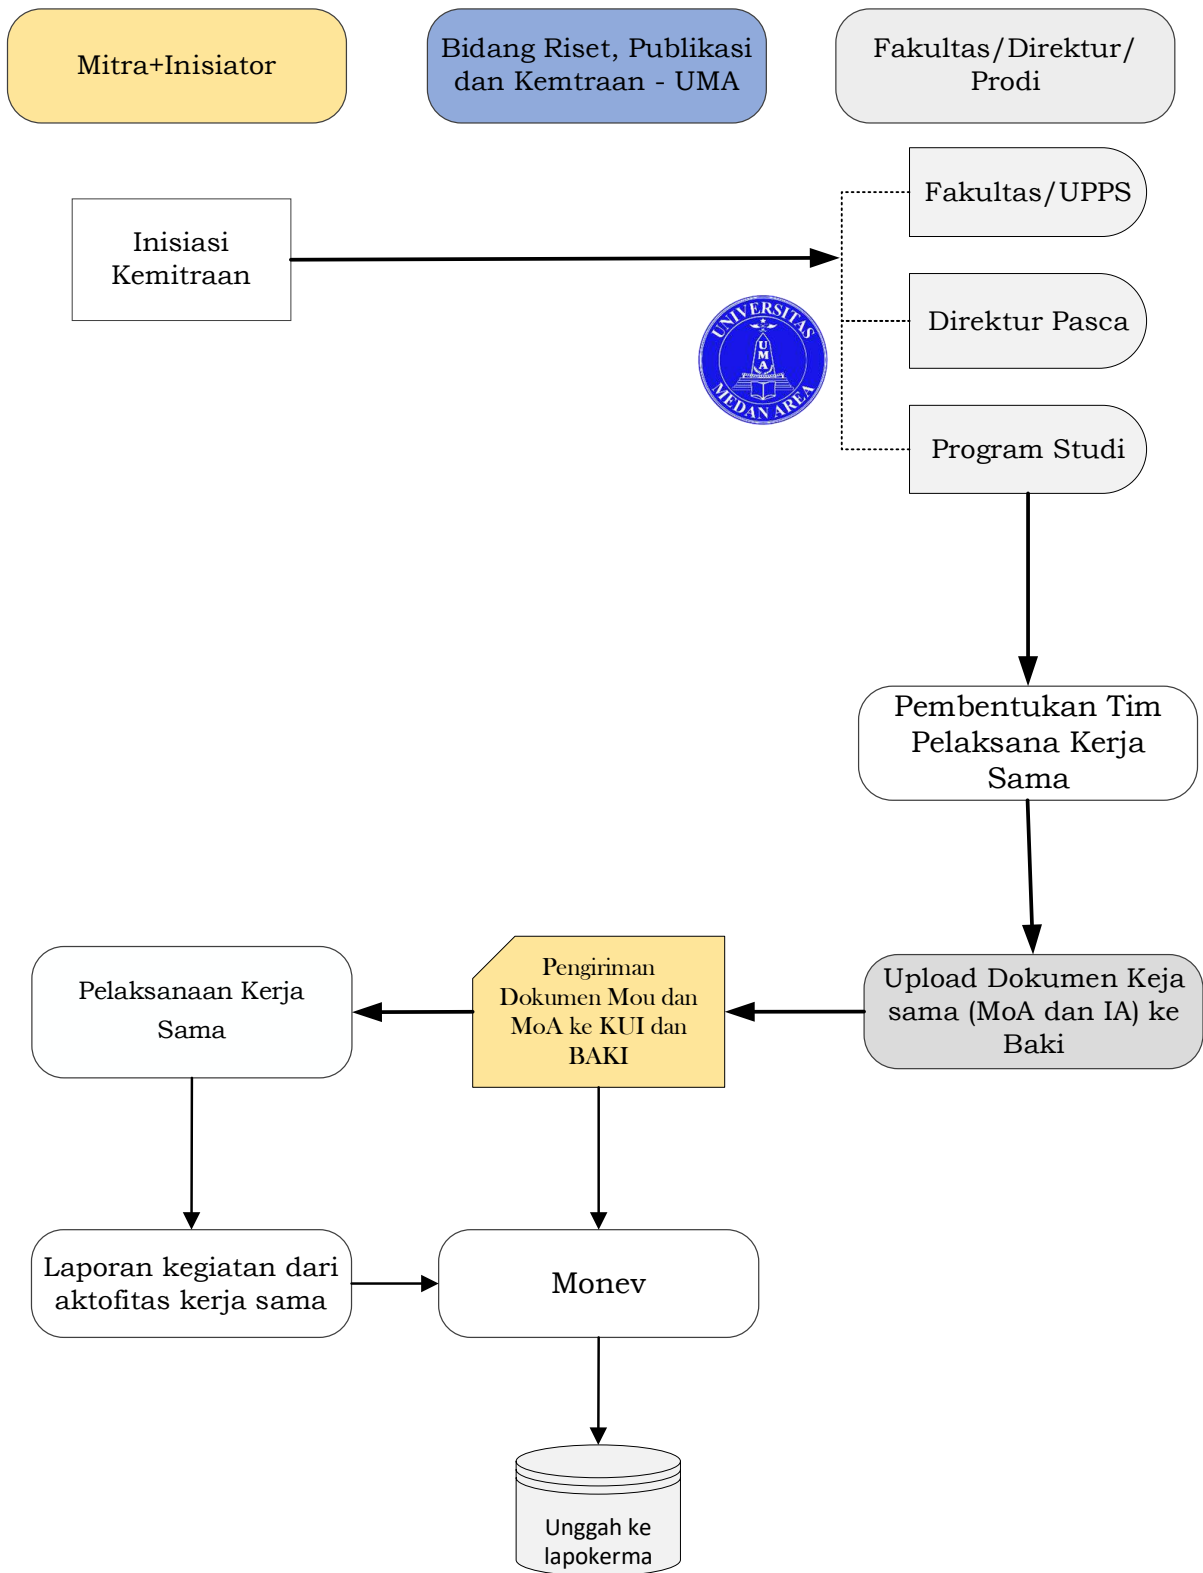 Mitra+Inisiator
Bidang Riset, Publikasi
dan Kemtraan - UMA
Fakultas/Direktur/
Prodi
Inisiasi
Kemitraan
Fakultas/UPPS
Direktur Pasca
Program Studi
UNIVERSITAS
UMA
MEDAN AREA
Pembentukan Tim
Pelaksana Kerja
Sama
Upload Dokumen Keja
sama (MoA dan IA) ke
Baki
Pengiriman
Dokumen Mou dan
MoA ke KUI dan
BAKI
Pelaksanaan Kerja
Sama
Laporan kegiatan dari
aktofitas kerja sama
Monev
Unggah ke
lapokerma